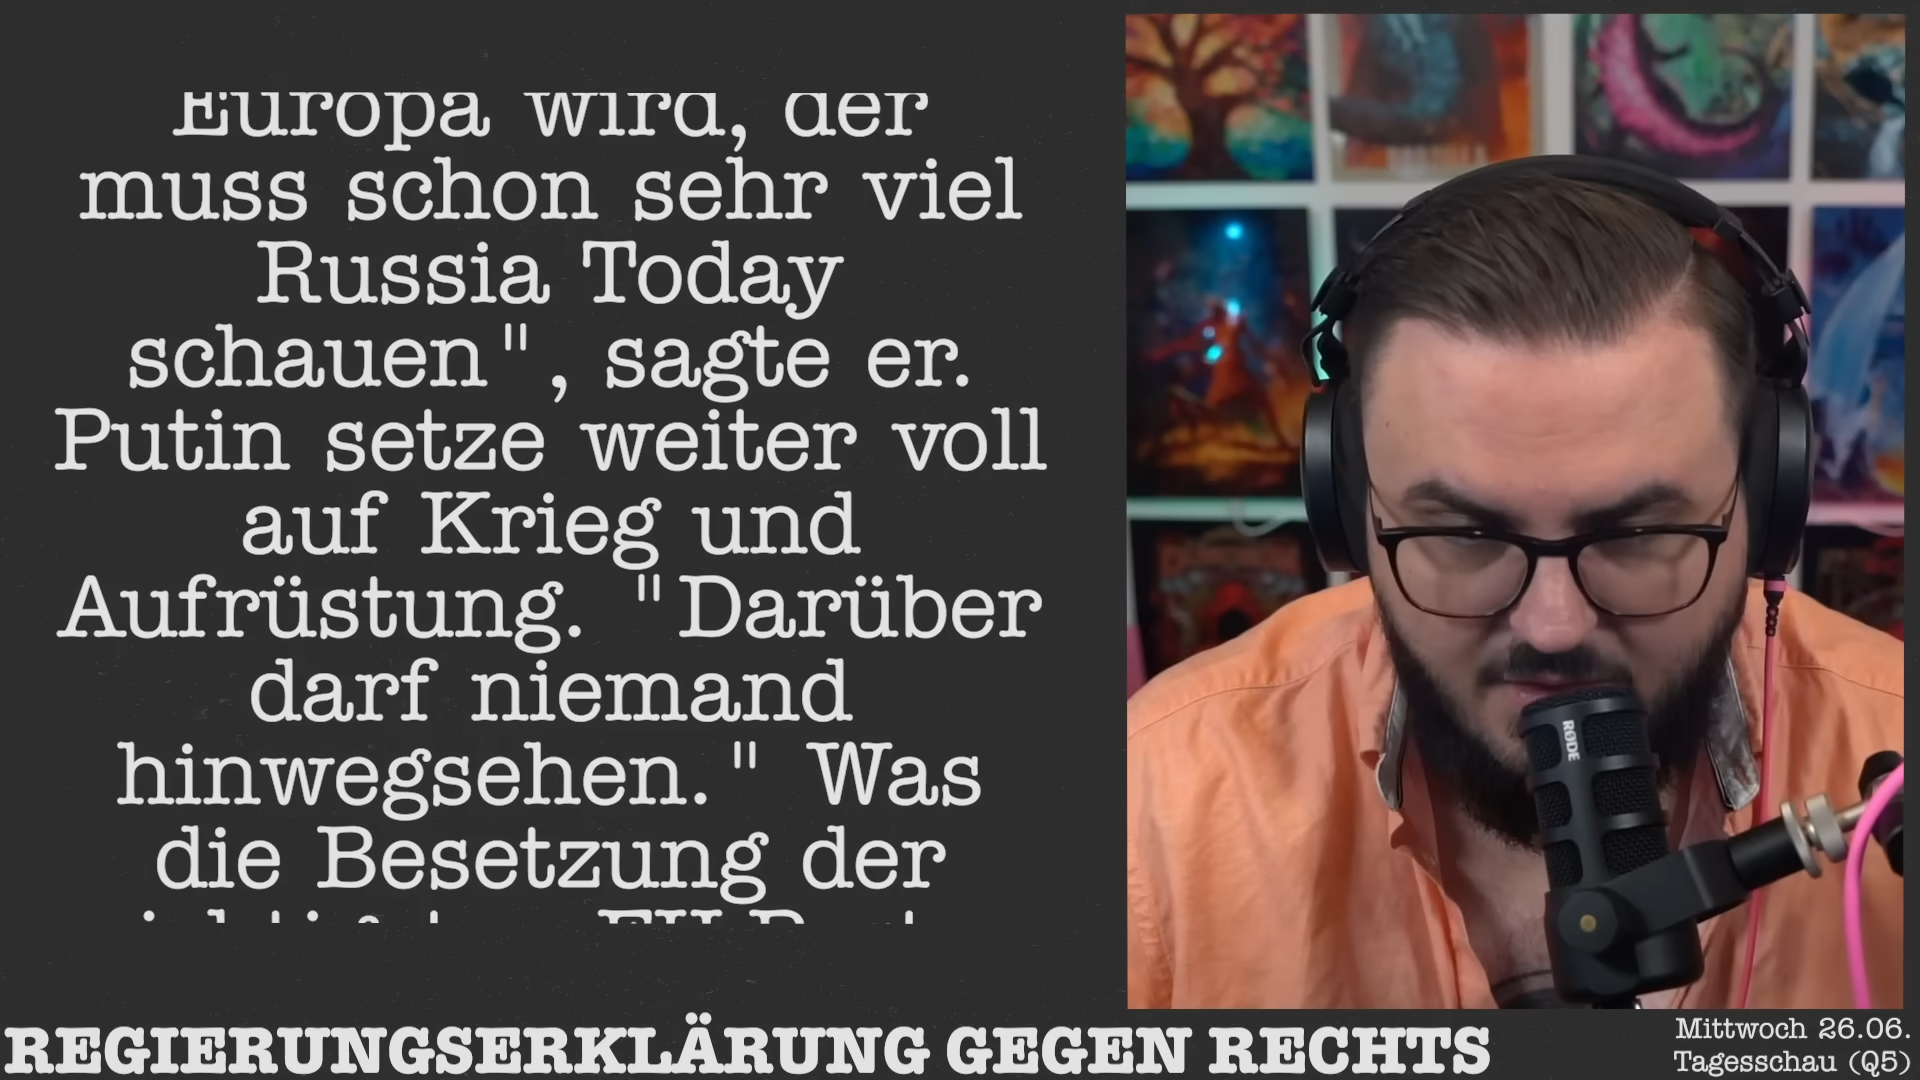 Europa wird, der
muss schon sehr viel
Russia Today
schauen", sagte er.
Putin setze weiter voll
auf Krieg und
Aufrüstung. "Darüber
darf niemand
hinwegsehen." Was
die Besetzung der
RØDE
REGIERUNGSERKLÄRUNG GEGEN RECHTS
Mittwoch 26.06.
Tagesschau (Q5)